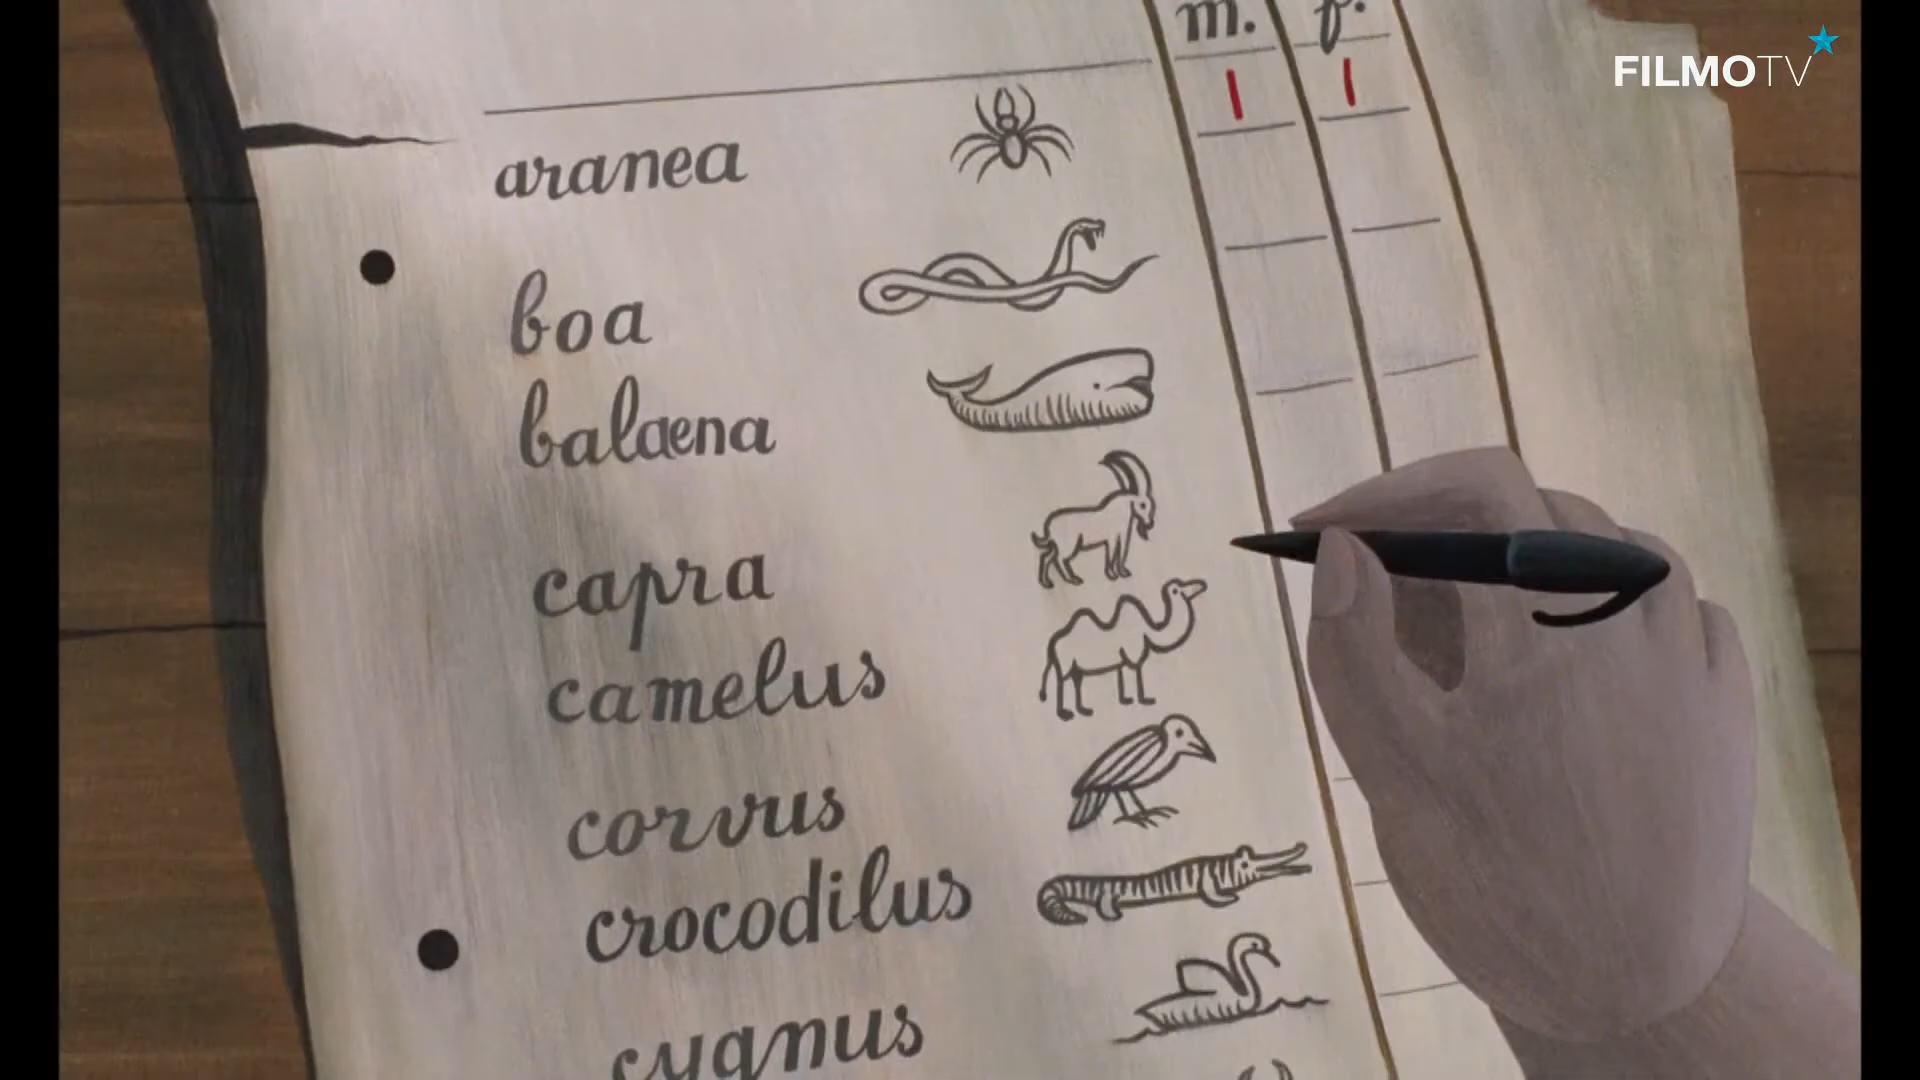 m. f.
FILMOTV
aranea
boa
balaena
capra
camelus
corvus
crocodilus
cygnus